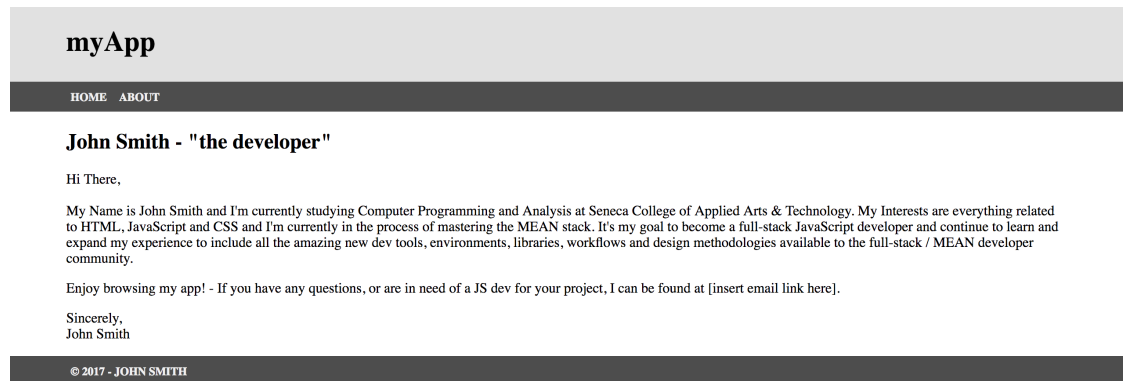 myApp
HOME ABOUT
John Smith - "the developer"
Hi There,
My Name is John Smith and I'm currently studying Computer Programming and Analysis at Seneca College of Applied Arts & Technology. My Interests are everything related
to HTML, JavaScript and CSS and I'm currently in the process of mastering the MEAN stack. It's my goal to become a full-stack JavaScript developer and continue to learn and
expand my experience to include all the amazing new dev tools, environments, libraries, workflows and design methodologies available to the full-stack / MEAN developer
community.
Enjoy browsing my app! - If you have any questions, or are in need of a JS dev for your project, I can be found at [insert email link here].
Sincerely,
John Smith
© 2017 - JOHN SMITH